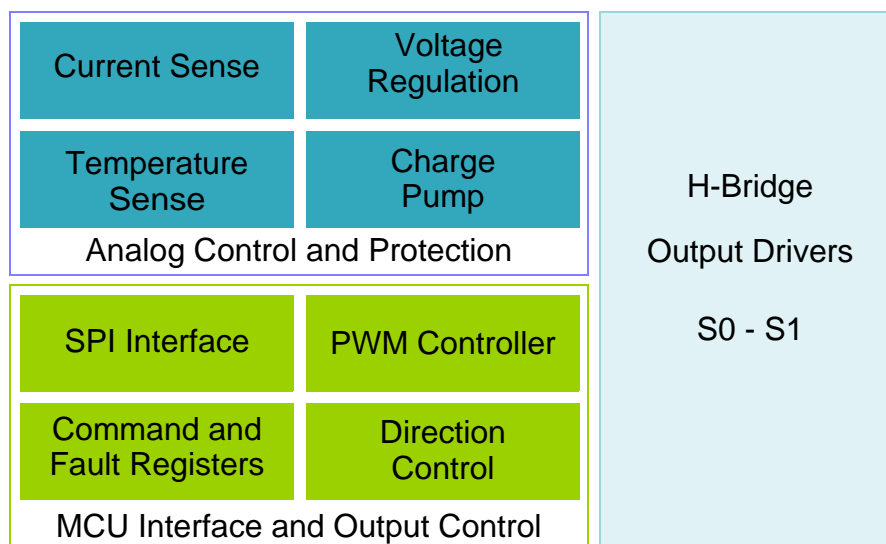 Current Sense
Voltage
Regulation
Temperature
Sense
Charge
Pump
Analog Control and Protection
SPI Interface
PWM Controller
Command and
Fault Registers
Direction
Control
MCU Interface and Output Control
H-Bridge
Output Drivers
S0 - S1